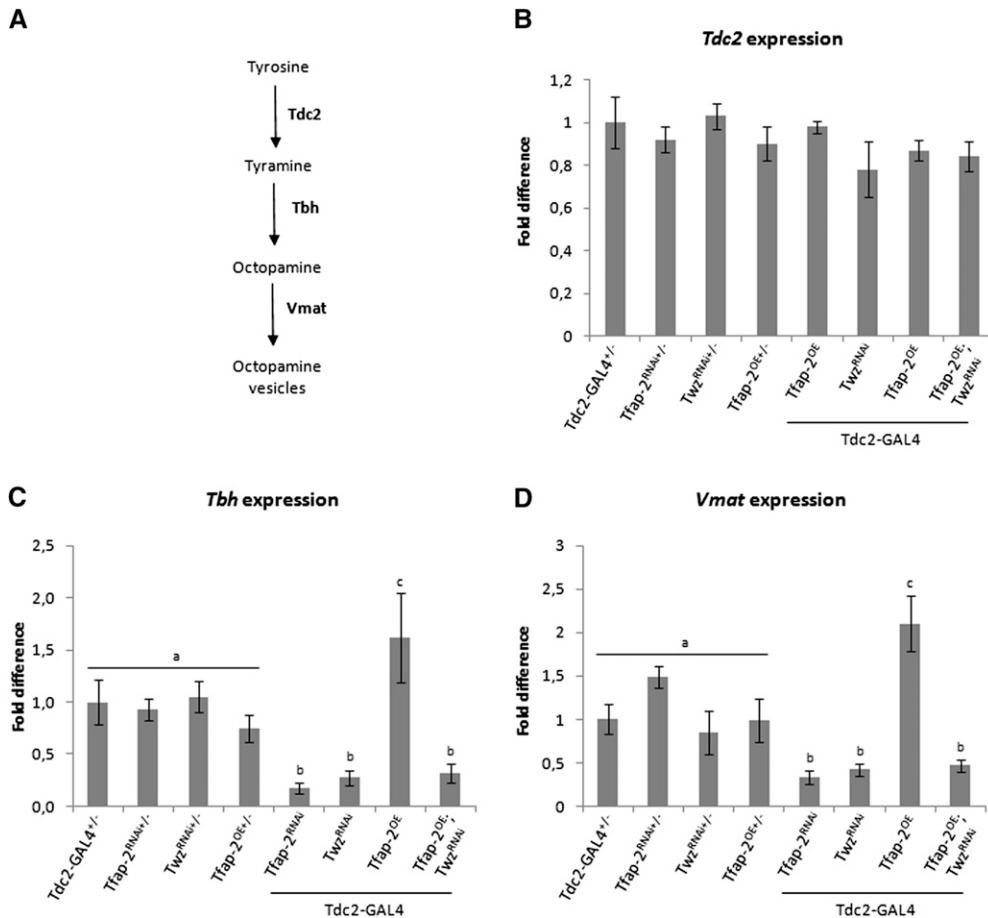 A
Tyrosine
Tdc2
Tyramine
Tbh
Octopamine
Vmat
Octopamine
vesicles
B
Tdc2 expression
Fold difference
1,2
1
0,8
0,6
0,4
0,2
0
Tdc2-GAL4+/-
Tfap-2RNAi+/-
TwzRNAi+/-
Tfap-2OE+/-
Tfap-2OE
TwzRNAi
Tfap-2OE
Tfap-2OE;
TwzRNAi
Tdc2-GAL4
C
Tbh expression
Fold difference
2,5
2,0
1,5
1,0
0,5
0,0
a
b
b
c
b
Tdc2-GAL4+/-
Tfap-2RNAi+/-
TwzRNAi+/-
Tfap-2OE+/-
Tfap-2RNAi
TwzRNAi
Tfap-2OE
Tfap-2OE;
TwzRNAi
Tdc2-GAL4
D
Vmat expression
Fold difference
3
2,5
2
1,5
1
0,5
0
a
b
b
c
b
Tdc2-GAL4+/-
Tfap-2RNAi+/-
TwzRNAi+/-
Tfap-2OE+/-
Tfap-2RNAi
TwzRNAi
Tfap-2OE
Tfap-2OE;
TwzRNAi
Tdc2-GAL4